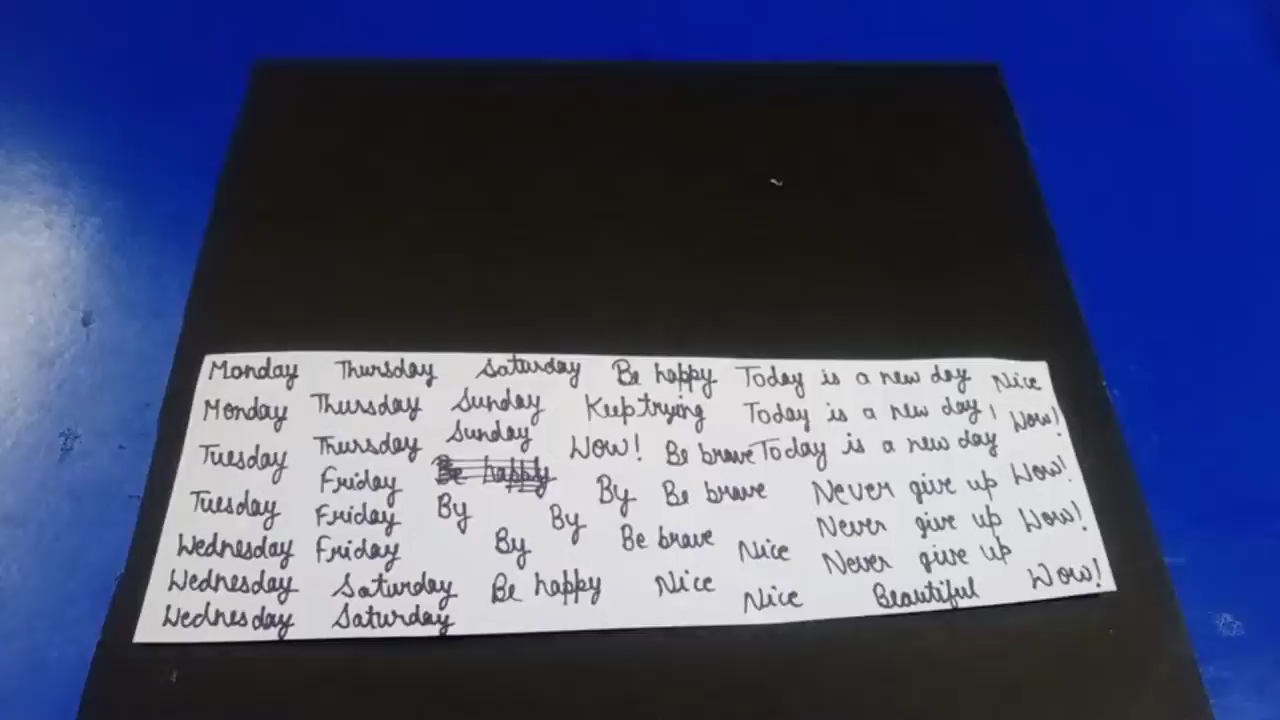 Monday Thursday Saturday Be happy Today is a new day Nice
Monday Thursday Sunday Keep trying Today is a new day! Wow!
Tuesday Thursday Sunday Wow! Be brave Today is a new day
Tuesday Friday Be happy By Be brave Never give up Wow!
Wednesday Friday By By Be brave Never give up Wow!
Wednesday Friday By Nice Never give up
Wednesday Saturday Be happy Nice Nice Beautiful Wow!
Saturday